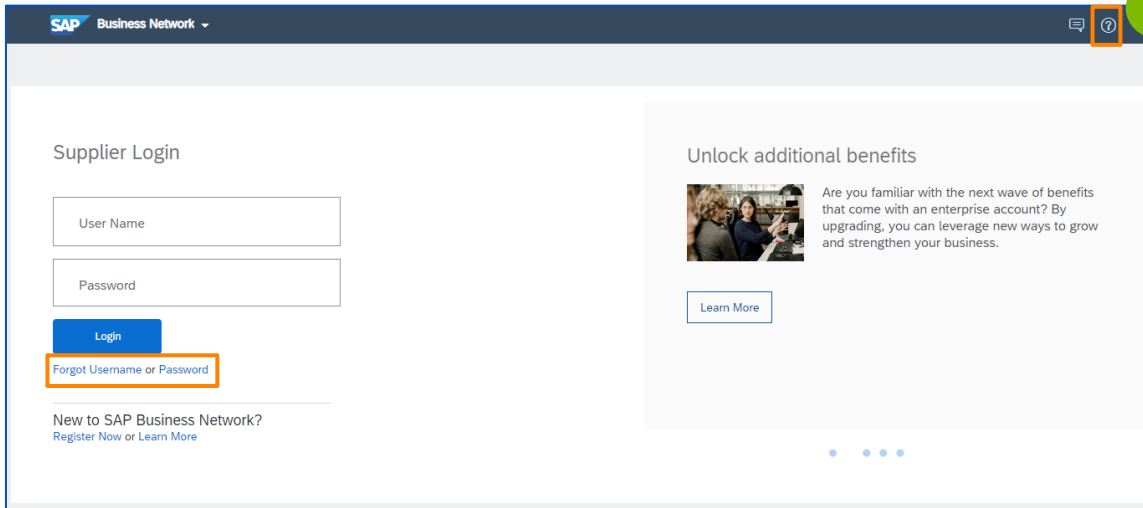 SAP Business Network
?
Supplier Login
User Name
Password
Login
Forgot Username or Password
New to SAP Business Network?
Register Now or Learn More
Unlock additional benefits
Are you familiar with the next wave of benefits
that come with an enterprise account? By
upgrading, you can leverage new ways to grow
and strengthen your business.
Learn More